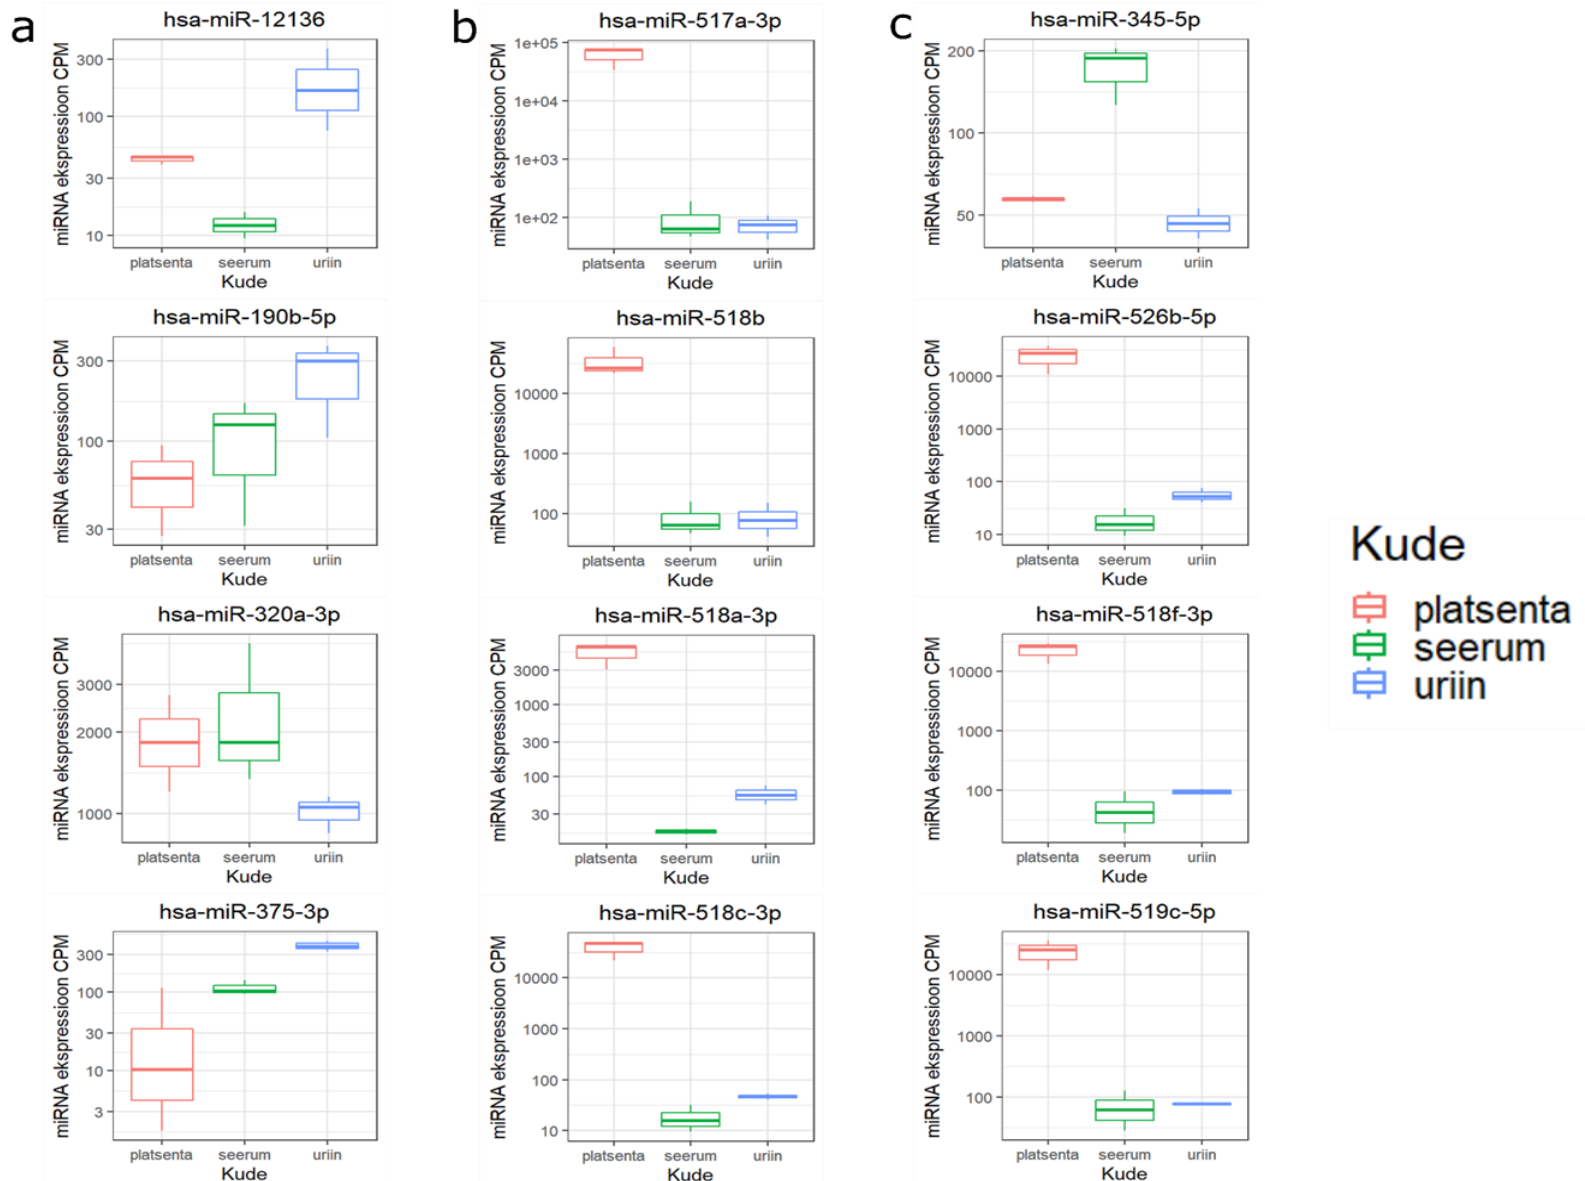 a
hsa-miR-12136
miRNA ekspressioon CPM
300
100
30
10
platsenta seerum uriin
Kude
hsa-miR-190b-5p
miRNA ekspressioon CPM
300
100
30
platsenta seerum uriin
Kude
hsa-miR-320a-3p
miRNA ekspressioon CPM
3000
2000
1000
platsenta seerum uriin
Kude
hsa-miR-375-3p
miRNA ekspressioon CPM
300
100
30
10
3
platsenta seerum uriin
Kude
b
hsa-miR-517a-3p
miRNA ekspressioon CPM
1e+05
1e+04
1e+03
1e+02
platsenta seerum uriin
Kude
hsa-miR-518b
miRNA ekspressioon CPM
10000
1000
100
platsenta seerum uriin
Kude
hsa-miR-518a-3p
miRNA ekspressioon CPM
3000
1000
300
100
30
platsenta seerum uriin
Kude
hsa-miR-518c-3p
miRNA ekspressioon CPM
10000
1000
100
10
platsenta seerum uriin
Kude
c
hsa-miR-345-5p
miRNA ekspressioon CPM
200
100
50
platsenta seerum uriin
Kude
hsa-miR-526b-5p
miRNA ekspressioon CPM
10000
1000
100
10
platsenta seerum uriin
Kude
hsa-miR-518f-3p
miRNA ekspressioon CPM
10000
1000
100
platsenta seerum uriin
Kude
hsa-miR-519c-5p
miRNA ekspressioon CPM
10000
1000
100
platsenta seerum uriin
Kude
Kude
platsenta
seerum
uriin